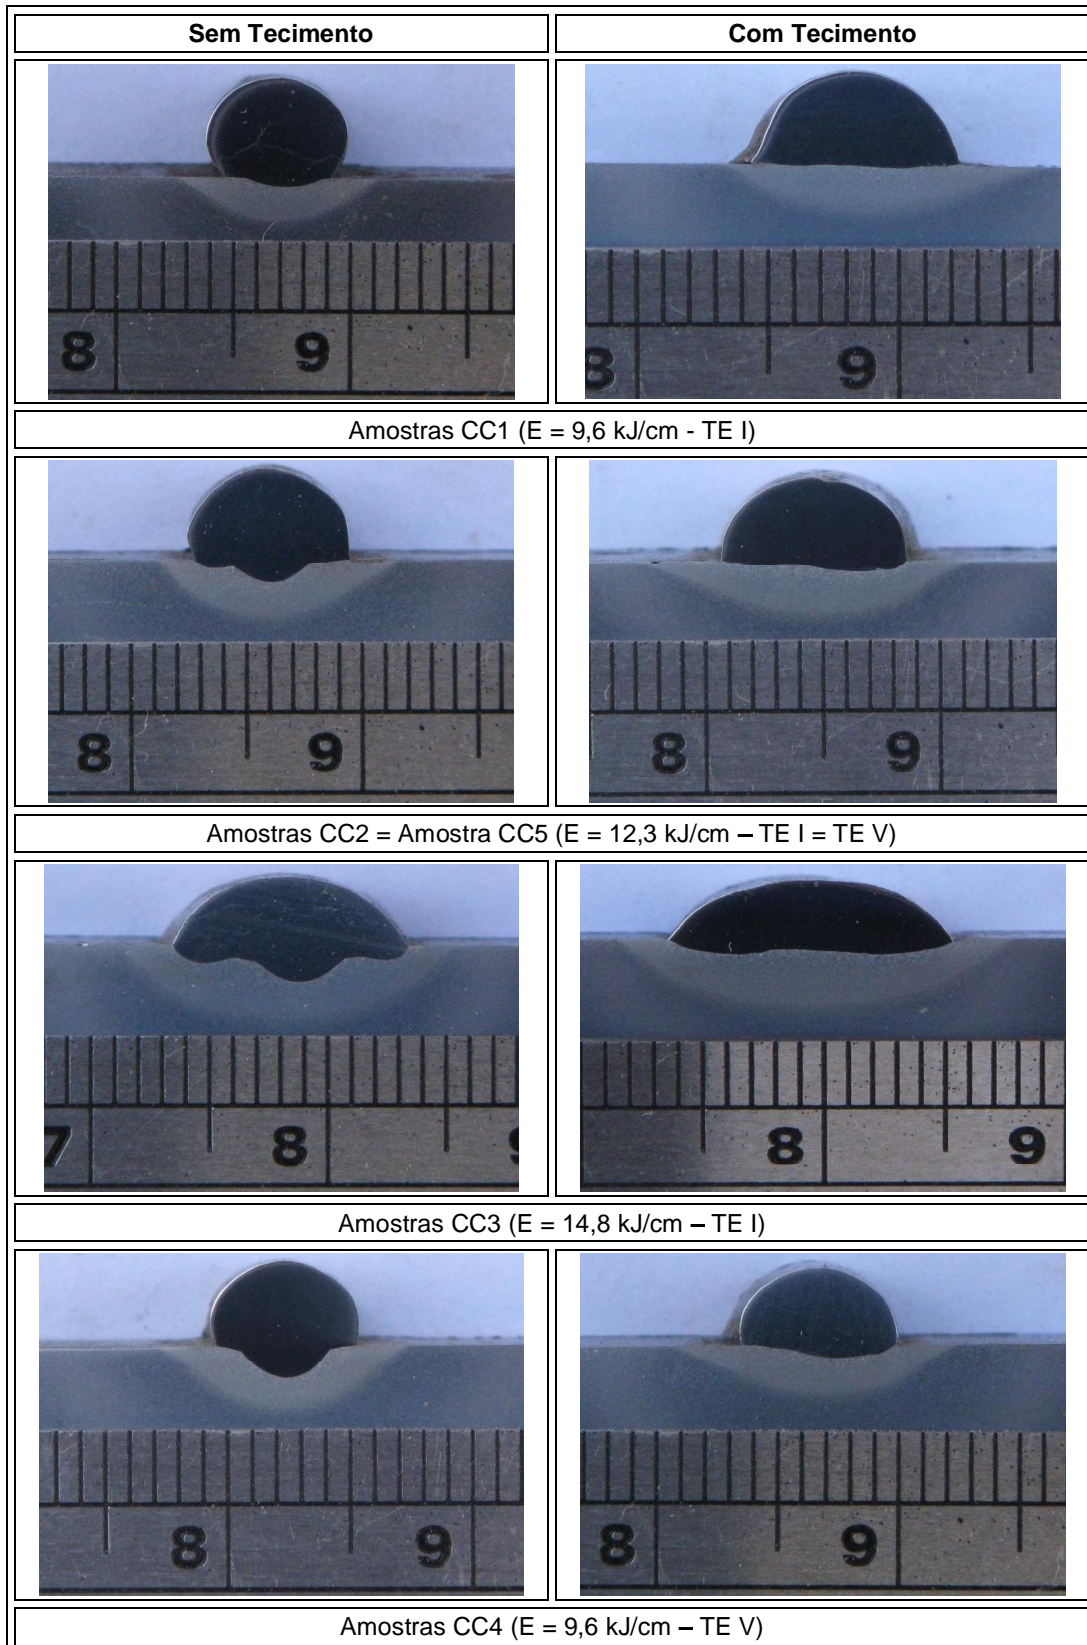 Sem Tecimento
Com Tecimento
8 9
8 9
Amostras CC1 (E = 9,6 kJ/cm - TE I)
8 9
8 9
Amostras CC2 = Amostra CC5 (E = 12,3 kJ/cm – TE I = TE V)
7 8 9
8 9
Amostras CC3 (E = 14,8 kJ/cm – TE I)
8 9
8 9
Amostras CC4 (E = 9,6 kJ/cm – TE V)